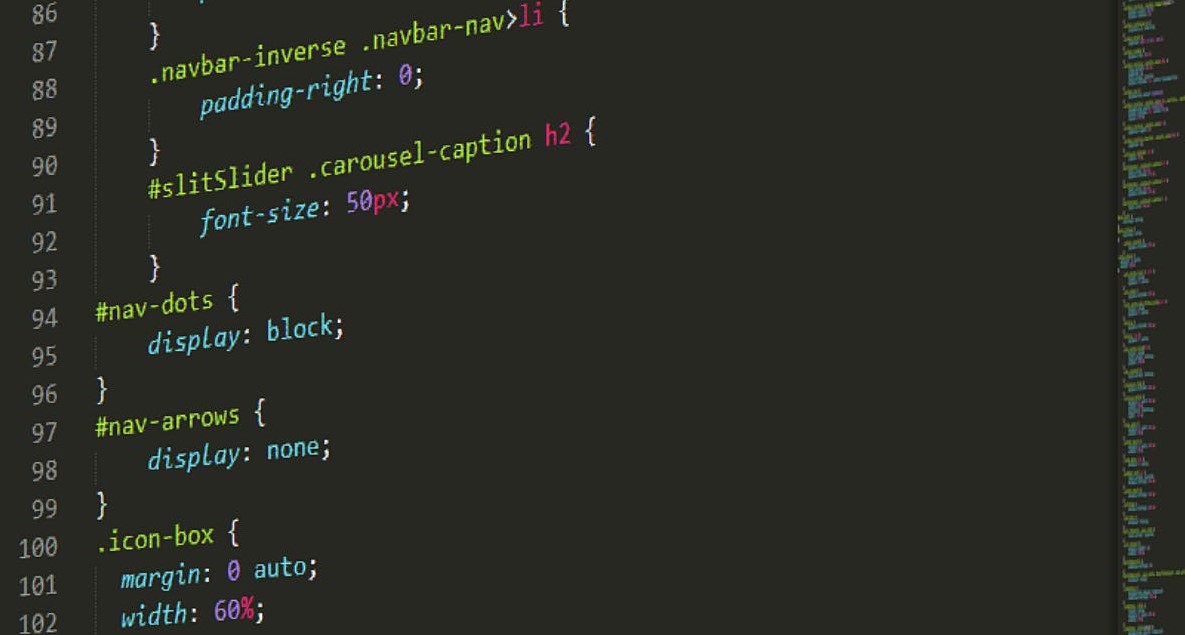 86
87 }
88 .navbar-inverse .navbar-nav>li {
89 padding-right: 0;
90 }
91 #slitSlider .carousel-caption h2 {
92 font-size: 50px;
93 }
94 #nav-dots {
95 display: block;
96 }
97 #nav-arrows {
98 display: none;
99 }
100 .icon-box {
101 margin: 0 auto;
102 width: 60%;